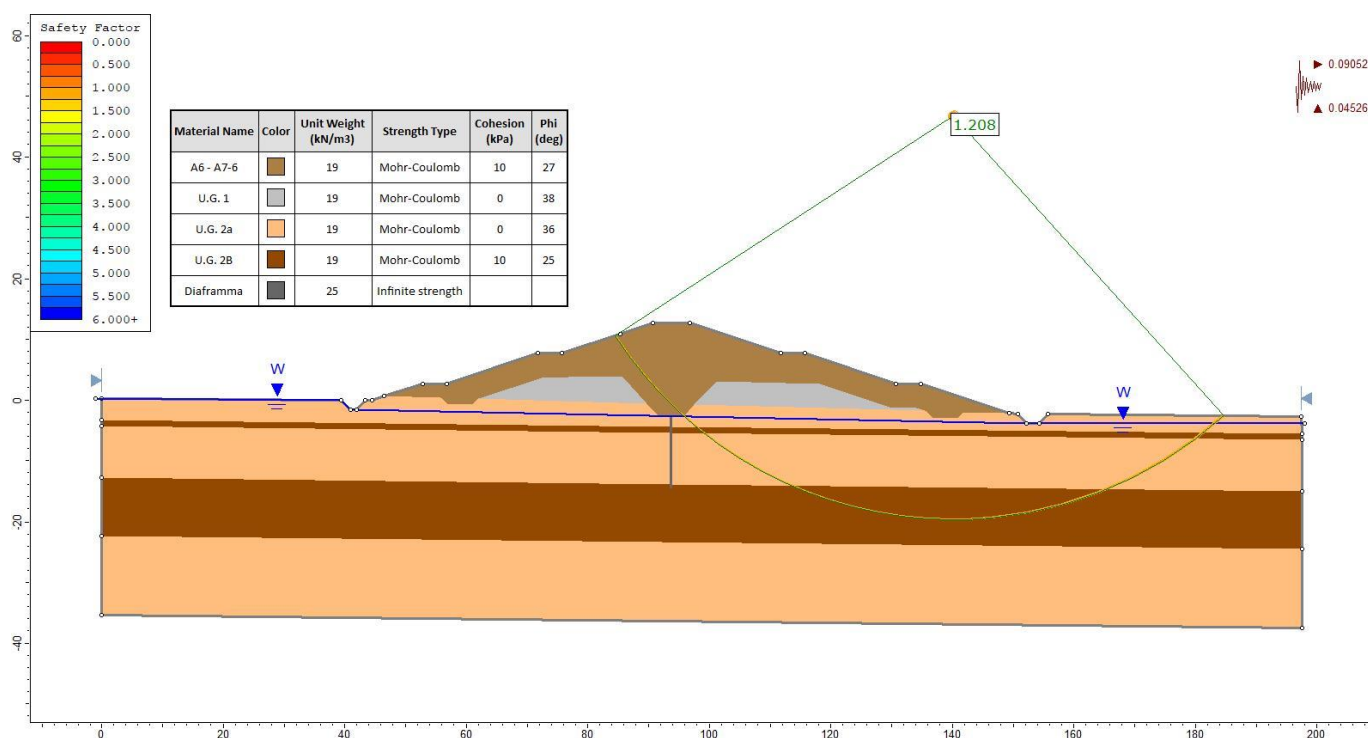 Safety Factor
0.000
0.500
1.000
1.500
2.000
2.500
3.000
3.500
4.000
4.500
5.000
5.500
6.000+
Material Name Color Unit Weight (kN/m3) Strength Type Cohesion (kPa) Phi (deg)
A6 - A7-6 19 Mohr-Coulomb 10 27
U.G. 1 19 Mohr-Coulomb 0 38
U.G. 2a 19 Mohr-Coulomb 0 36
U.G. 2B 19 Mohr-Coulomb 10 25
Diaframma 25 Infinite strength
1.208
0.09052
0.04526
W
W
60
40
20
0
-20
-40
0 20 40 60 80 100 120 140 160 180 200